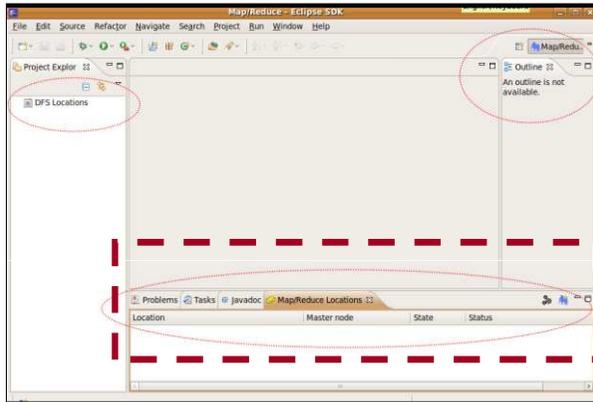 Map/Reduce - Eclipse SDK
File Edit Source Refactor Navigate Search Project Run Window Help
Map/Redu..
Project Explor
Outline
An outline is not
available.
DFS Locations
Problems Tasks Javadoc Map/Reduce Locations
Location Master node State Status